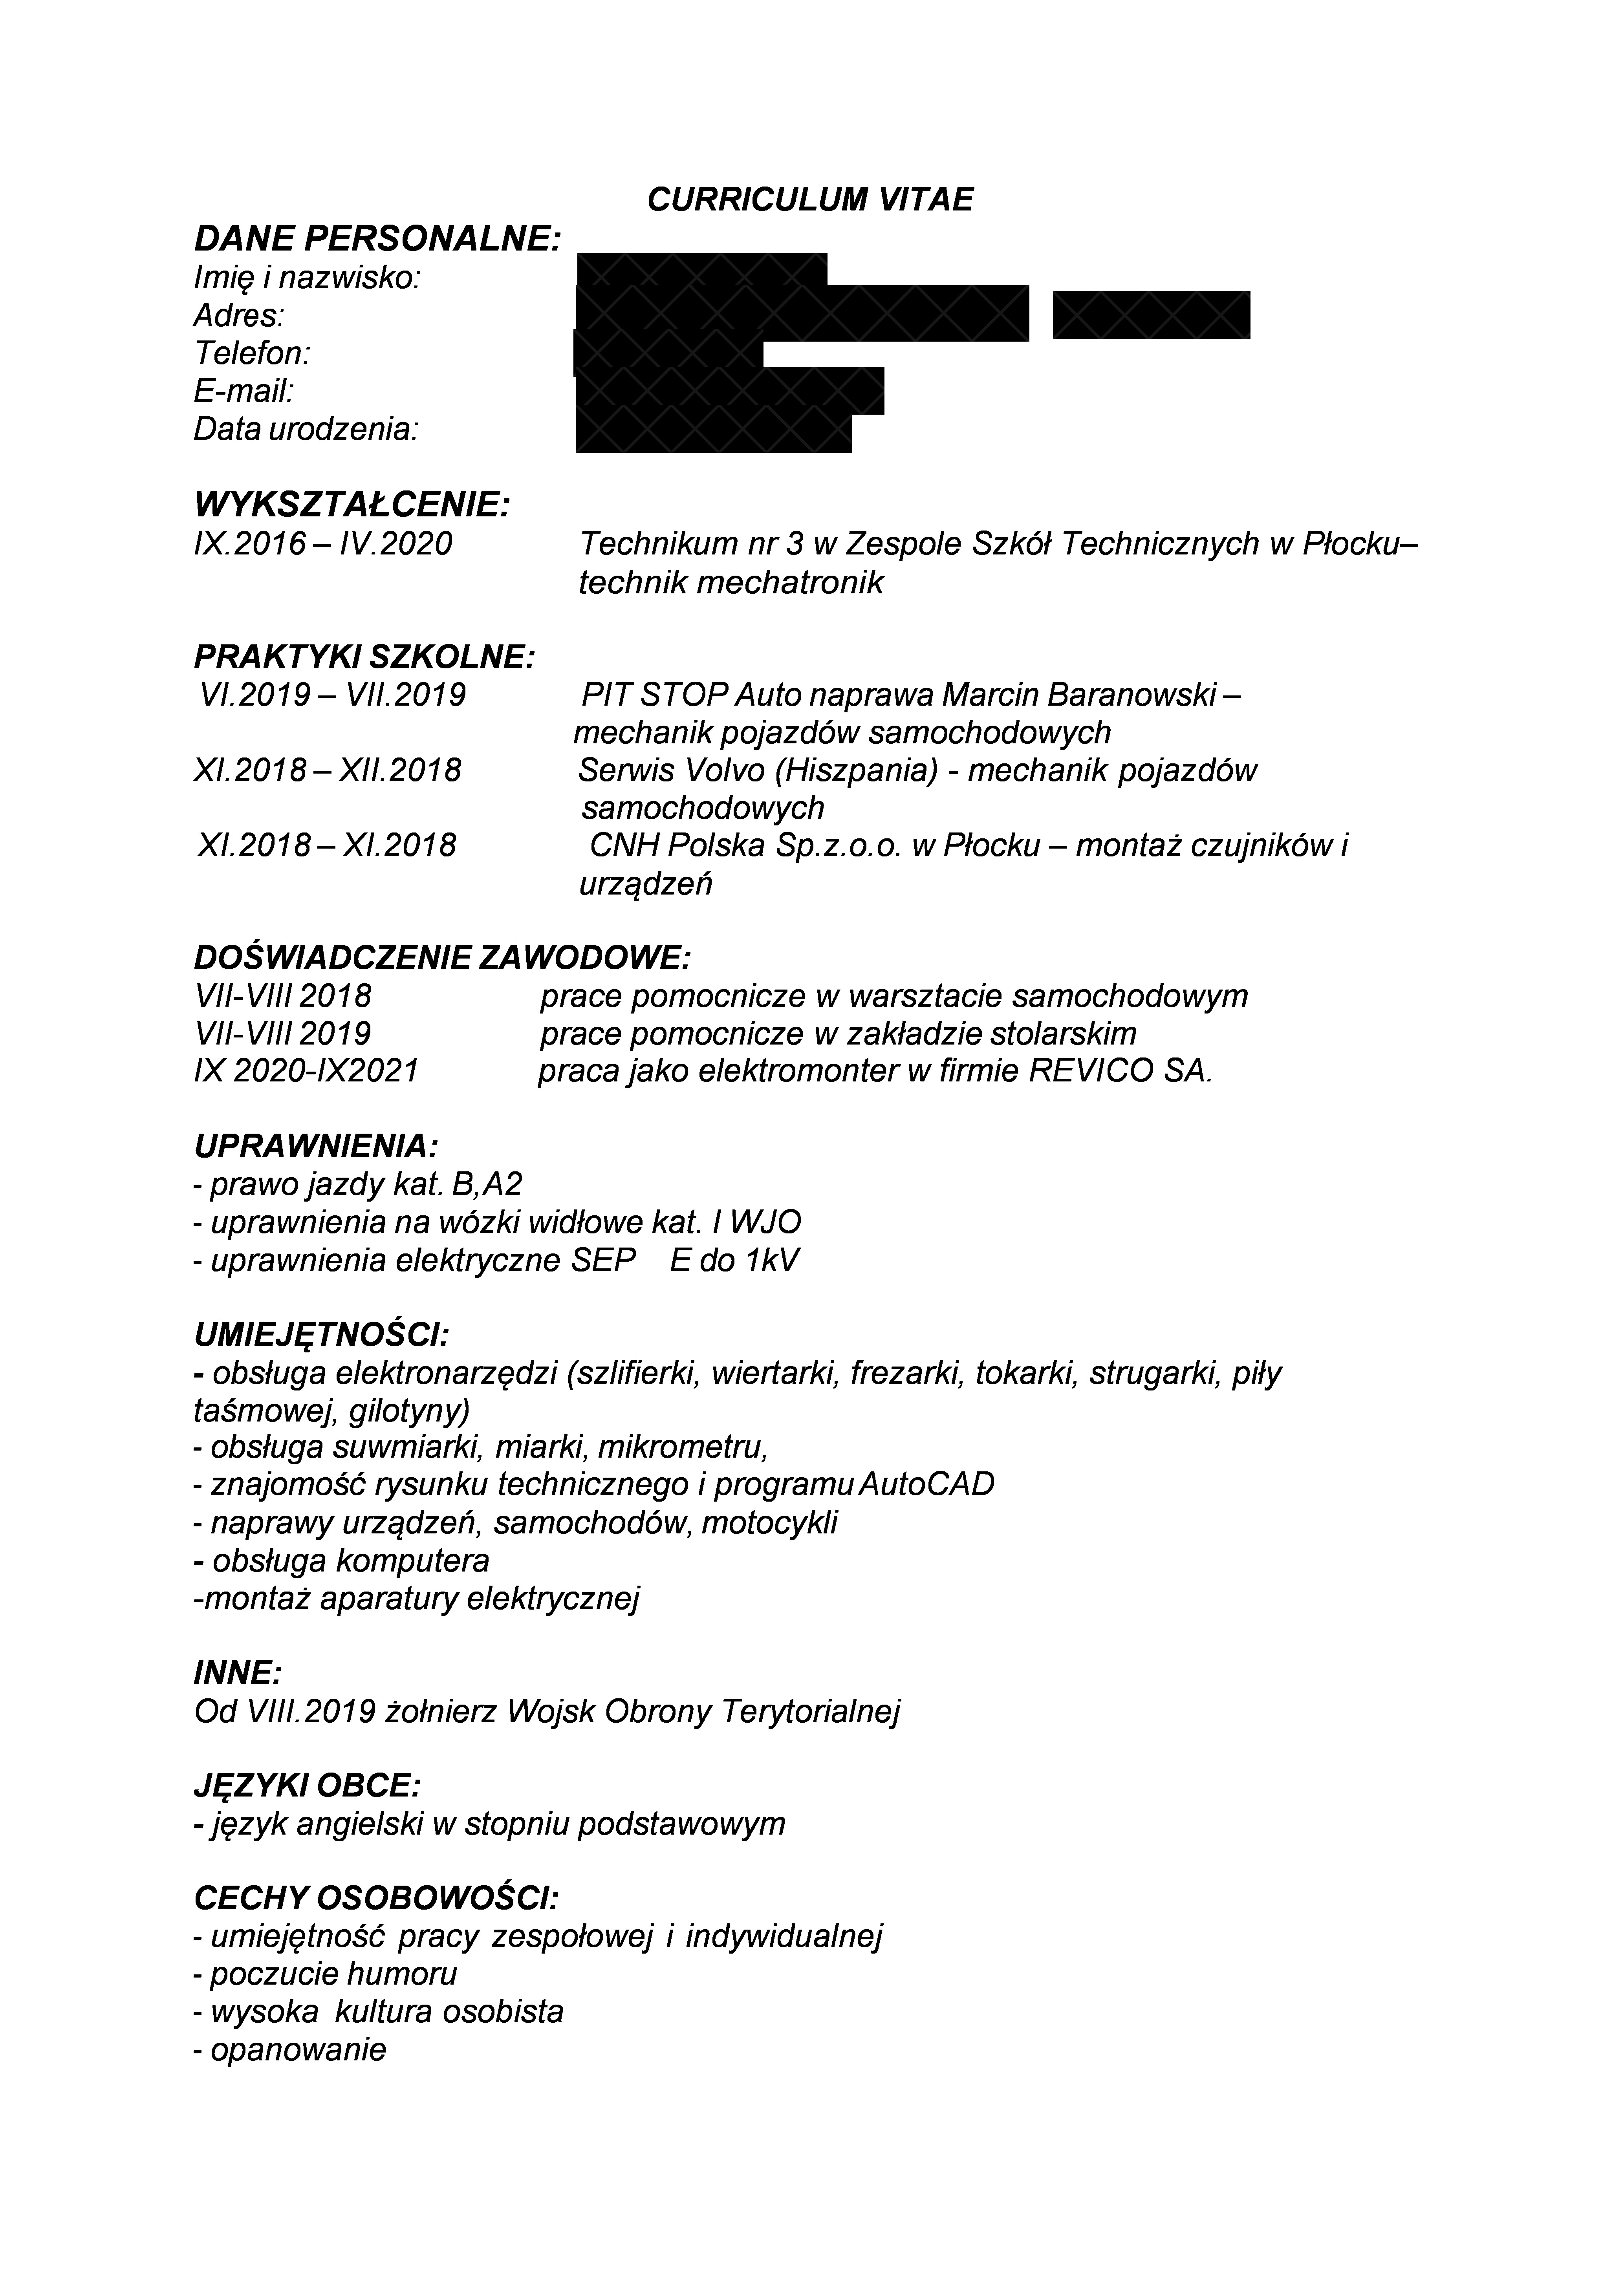 CURRICULUM VITAE
DANE PERSONALNE:
Imię i nazwisko:
Adres:
Telefon:
E-mail:
Data urodzenia:
WYKSZTAŁCENIE:
IX.2016 – IV.2020 Technikum nr 3 w Zespole Szkół Technicznych w Płocku–
technik mechatronik
PRAKTYKI SZKOLNE:
VI.2019 – VII.2019 PIT STOP Auto naprawa Marcin Baranowski –
mechanik pojazdów samochodowych
XI.2018 – XII.2018 Serwis Volvo (Hiszpania) - mechanik pojazdów
samochodowych
XI.2018 – XI.2018 CNH Polska Sp.z.o.o. w Płocku – montaż czujników i
urządzeń
DOŚWIADCZENIE ZAWODOWE:
VII-VIII 2018 prace pomocnicze w warsztacie samochodowym
VII-VIII 2019 prace pomocnicze w zakładzie stolarskim
IX 2020-IX2021 praca jako elektromonter w firmie REVICO SA.
UPRAWNIENIA:
- prawo jazdy kat. B,A2
- uprawnienia na wózki widłowe kat. I WJO
- uprawnienia elektryczne SEP E do 1kV
UMIEJĘTNOŚCI:
- obsługa elektronarzędzi (szlifierki, wiertarki, frezarki, tokarki, strugarki, piły
taśmowej, gilotyny)
- obsługa suwmiarki, miarki, mikrometru,
- znajomość rysunku technicznego i programu AutoCAD
- naprawy urządzeń, samochodów, motocykli
- obsługa komputera
-montaż aparatury elektrycznej
INNE:
Od VIII.2019 żołnierz Wojsk Obrony Terytorialnej
JĘZYKI OBCE:
- język angielski w stopniu podstawowym
CECHY OSOBOWOŚCI:
- umiejętność pracy zespołowej i indywidualnej
- poczucie humoru
- wysoka kultura osobista
- opanowanie